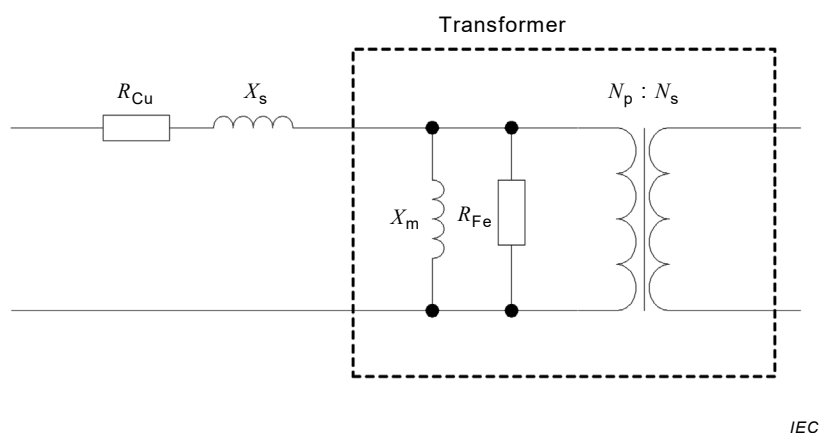 Transformer
RCu
Xs
Np : Ns
Xm
RFe
IEC